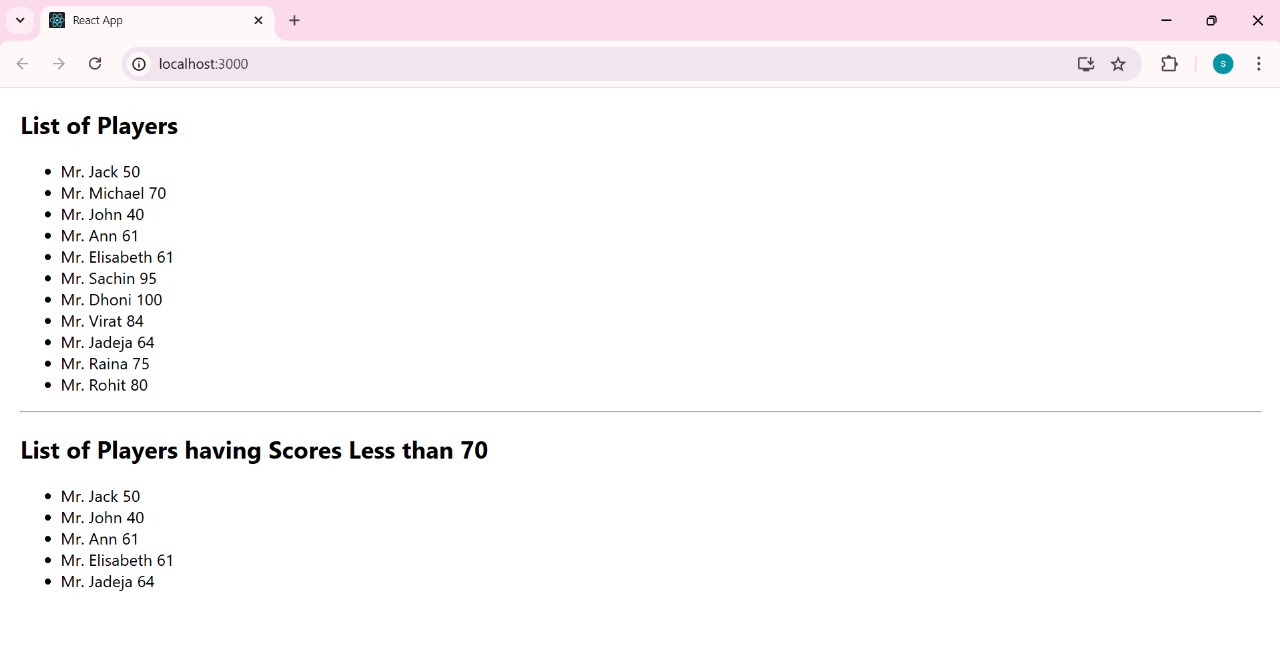 React App
localhost:3000
s
List of Players
Mr. Jack 50
Mr. Michael 70
Mr. John 40
Mr. Ann 61
Mr. Elisabeth 61
Mr. Sachin 95
Mr. Dhoni 100
Mr. Virat 84
Mr. Jadeja 64
Mr. Raina 75
Mr. Rohit 80
List of Players having Scores Less than 70
Mr. Jack 50
Mr. John 40
Mr. Ann 61
Mr. Elisabeth 61
Mr. Jadeja 64